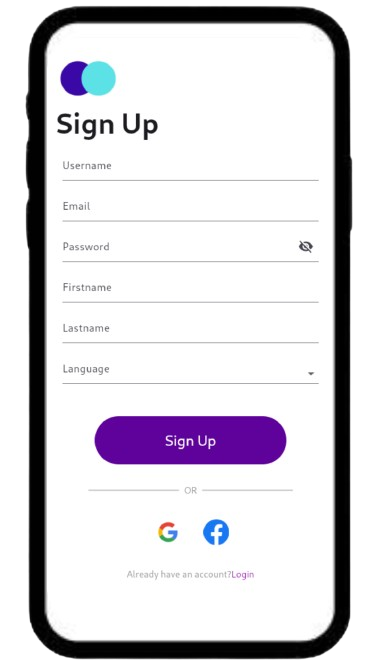 Sign Up
Username
Email
Password
Firstname
Lastname
Language
Sign Up
OR
Already have an account?Login